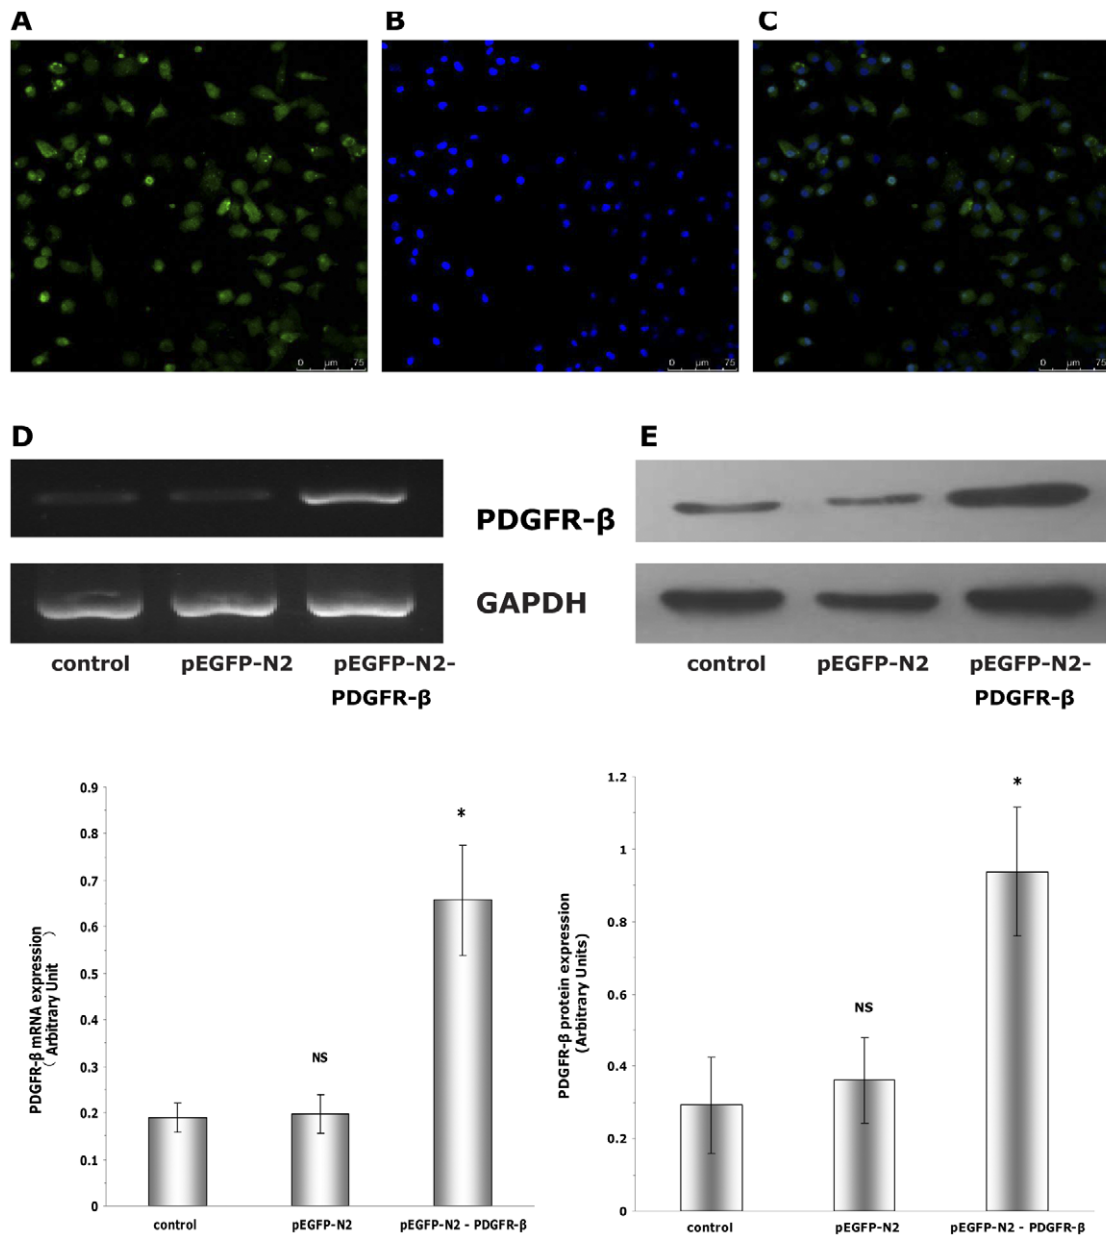 A
B
C
0 µm 75
0 µm 75
0 µm 75
D
E
PDGFR-β
GAPDH
control pEGFP-N2 pEGFP-N2-
PDGFR-β
control pEGFP-N2 pEGFP-N2-
PDGFR-β
PDGFR-β mRNA expression
(Arbitrary Unit)
0.9
0.8
0.7
0.6
0.5
0.4
0.3
0.2
0.1
0
NS
*
control pEGFP-N2 pEGFP-N2 - PDGFR-β
PDGFR-β protein expression
(Arbitrary Units)
1.2
1
0.8
0.6
0.4
0.2
0
NS
*
control pEGFP-N2 pEGFP-N2 - PDGFR-β